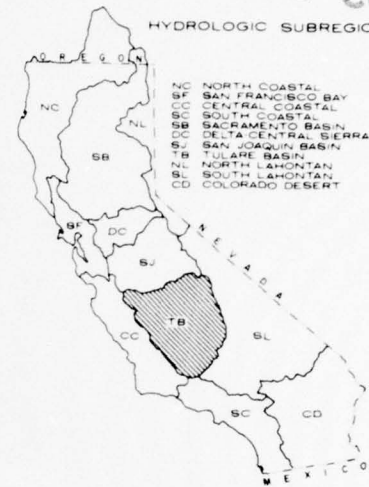 HYDROLOGIC SUBREGIO
OREGON
NC NORTH COASTAL
SF SAN FRANCISCO BAY
CC CENTRAL COASTAL
SC SOUTH COASTAL
SB SACRAMENTO BASIN
DC DELTA-CENTRAL SIERRA
SJ SAN JOAQUIN BASIN
TB TULARE BASIN
NL NORTH LAHONTAN
SL SOUTH LAHONTAN
CD COLORADO DESERT
NC
NL
SB
SF
DC
SJ
NEVADA
TB
CC
SL
SC
CD
MEXICO